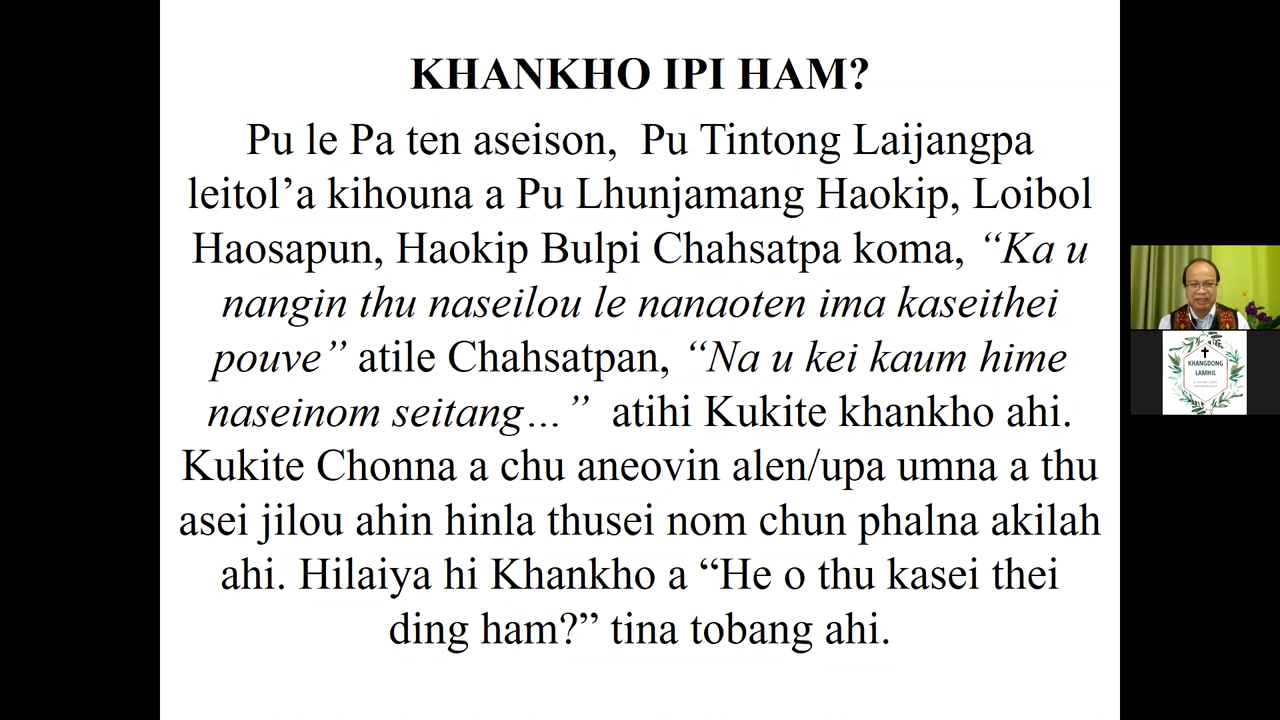 KHANKHO IPI HAM?
Pu le Pa ten aseison, Pu Tintong Laijangpa
leitol’a kihouna a Pu Lhunjamang Haokip, Loibol
Haosapun, Haokip Bulpi Chahsatpa koma, “Ka u
nangin thu naseilou le nanaoten ima kaseithei
pouve” atile Chahsatpan, “Na u kei kaum hime
naseinom seitang…” atihi Kukite khankho ahi.
Kukite Chonna a chu aneovin alen/upa umna a thu
asei jilou ahin hinla thusei nom chun phalna akilah
ahi. Hilaiya hi Khankho a “He o thu kasei thei
ding ham?” tina tobang ahi.
KHANGDONG
LAMHIL